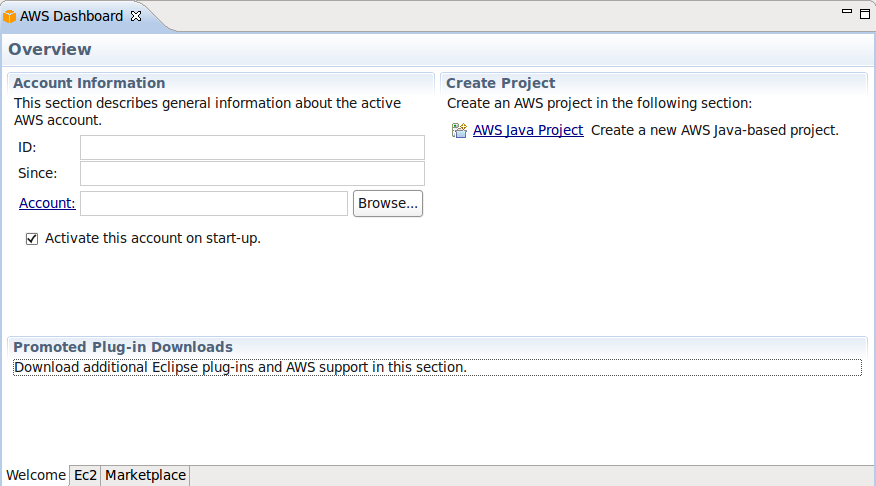 AWS Dashboard
Overview
Account Information
This section describes general information about the active
AWS account.
ID:
Since:
Account:
Browse...
Activate this account on start-up.
Create Project
Create an AWS project in the following section:
AWS Java Project Create a new AWS Java-based project.
Promoted Plug-in Downloads
Download additional Eclipse plug-ins and AWS support in this section.
Welcome Ec2 Marketplace